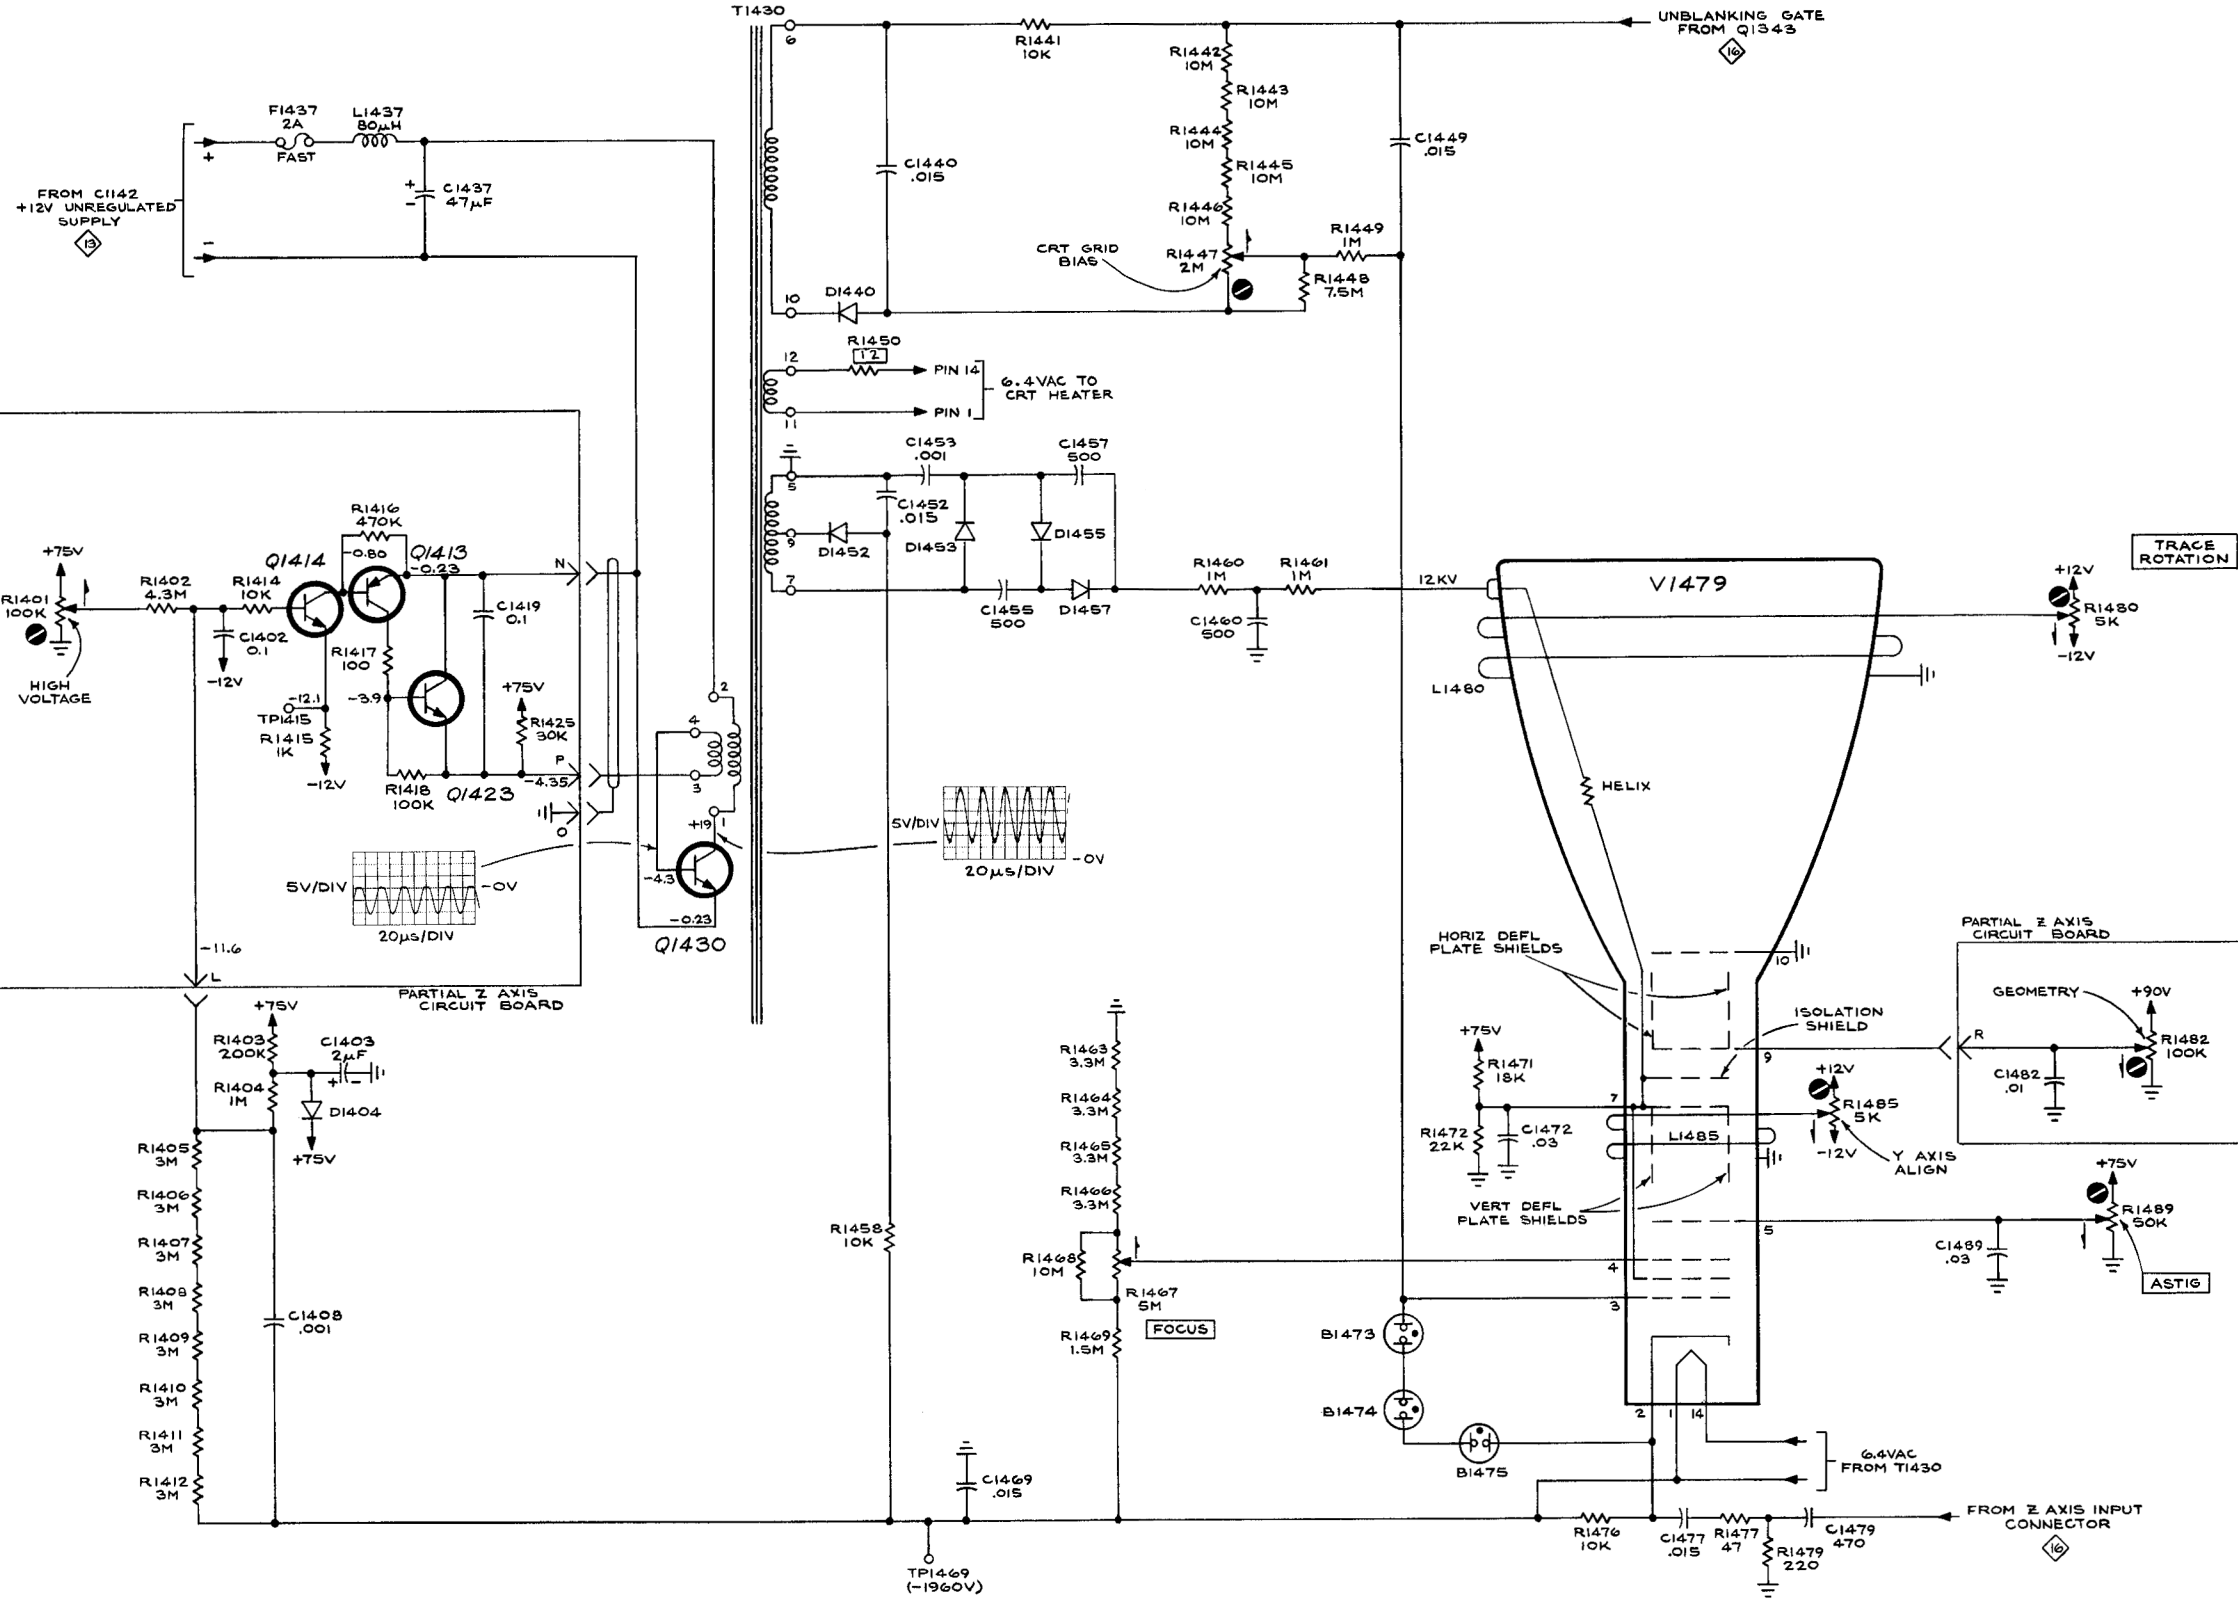 T1430
6
R1441
10K
UNBLANKING GATE
FROM Q1343
16
R1442
10M
R1443
10M
R1444
10M
R1445
10M
R1446
10M
C1449
.015
C1440
.015
F1437
2A
FAST
L1437
80µH
+
+
-
C1437
47µF
FROM C1142
+12V UNREGULATED
SUPPLY
13
-
CRT GRID
BIAS
R1447
2M
R1449
1M
R1448
7.5M
10
D1440
R1450
T2
12
PIN 14
6.4VAC TO
CRT HEATER
PIN 1
11
5
C1453
.001
C1457
500
C1452
.015
9
D1452
D1453
D1455
7
C1455
500
D1457
R1460
1M
R1461
1M
C1460
500
12KV
V1479
TRACE
ROTATION
+12V
R1480
5K
-12V
L1480
HELIX
+75V
R1401
100K
HIGH
VOLTAGE
R1402
4.3M
R1414
10K
C1402
0.1
-12V
Q1414
R1416
470K
-0.80
Q1413
-0.23
N
C1419
0.1
R1417
100
-12.1
TP1415
R1415
1K
-12V
-3.9
+75V
R1425
30K
P
-4.35
R1418
100K
Q1423
O
2
4
3
+19
1
-4.3
-0.23
Q1430
5V/DIV
-0V
20µs/DIV
5V/DIV
-0V
20µs/DIV
-11.6
L
PARTIAL Z AXIS
CIRCUIT BOARD
+75V
R1403
200K
C1403
2µF
+
-
R1404
1M
D1404
+75V
R1405
3M
R1406
3M
R1407
3M
R1408
3M
R1409
3M
R1410
3M
R1411
3M
R1412
3M
C1408
.001
R1458
10K
R1463
3.3M
R1464
3.3M
R1465
3.3M
R1466
3.3M
R1468
10M
R1467
5M
FOCUS
R1469
1.5M
C1469
.015
TP1469
(-1960V)
HORIZ DEFL
PLATE SHIELDS
10
ISOLATION
SHIELD
9
PARTIAL Z AXIS
CIRCUIT BOARD
GEOMETRY
+90V
R
R1482
100K
C1482
.01
+75V
R1471
18K
7
R1472
22K
C1472
.03
L1485
+12V
R1485
5K
-12V
Y AXIS
ALIGN
VERT DEFL
PLATE SHIELDS
+75V
R1489
50K
5
C1489
.03
ASTIG
4
3
B1473
B1474
B1475
2
1
14
6.4VAC
FROM T1430
R1476
10K
C1477
.015
R1477
47
R1479
220
C1479
470
FROM Z AXIS INPUT
CONNECTOR
16